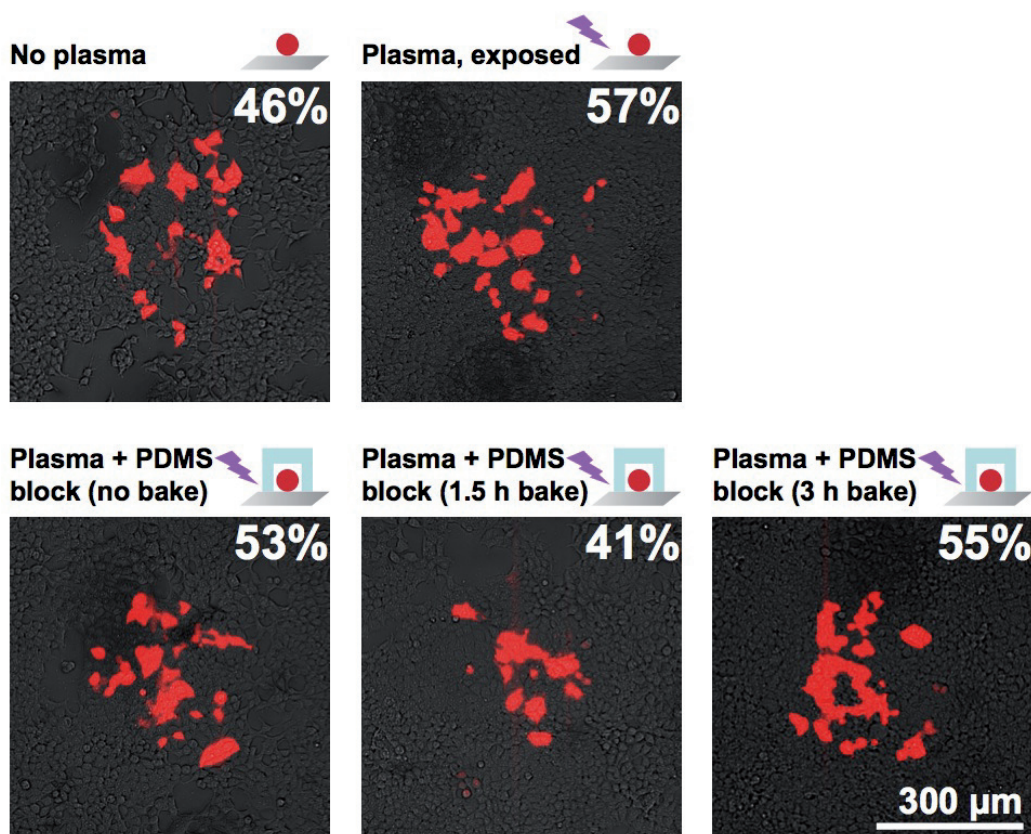 No plasma
46%
Plasma, exposed
57%
Plasma + PDMS
block (no bake)
53%
Plasma + PDMS
block (1.5 h bake)
41%
Plasma + PDMS
block (3 h bake)
55%
300 µm